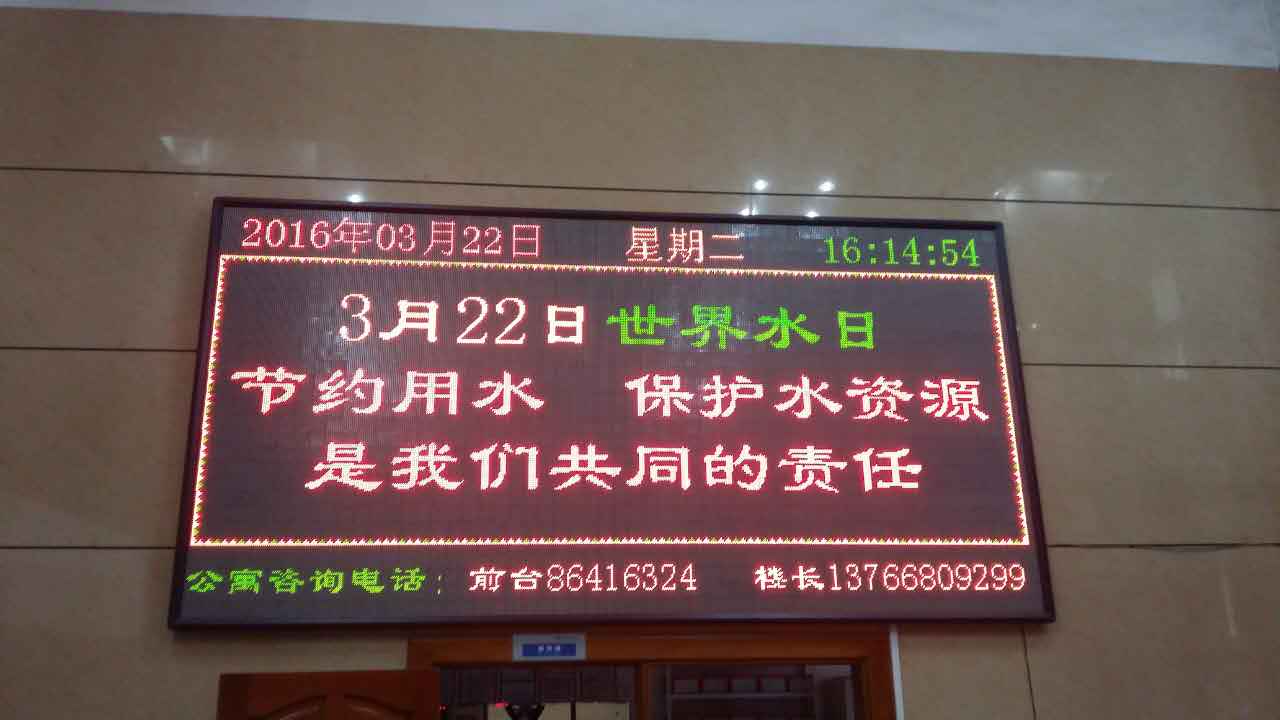 2016年03月22日 星期二 16:14:54
3月22日世界水日
节约用水 保护水资源
是我们共同的责任
公寓咨询电话：前台86416324 楼长13766809299